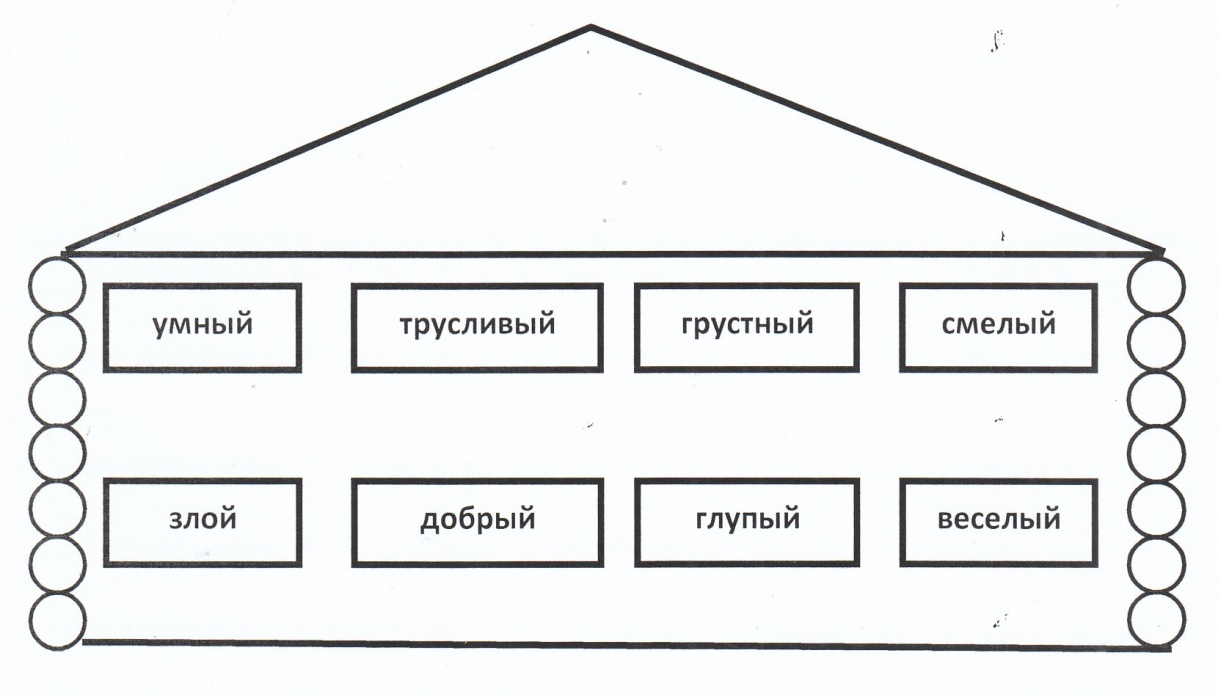 умный трусливый грустный смелый
злой добрый глупый веселый